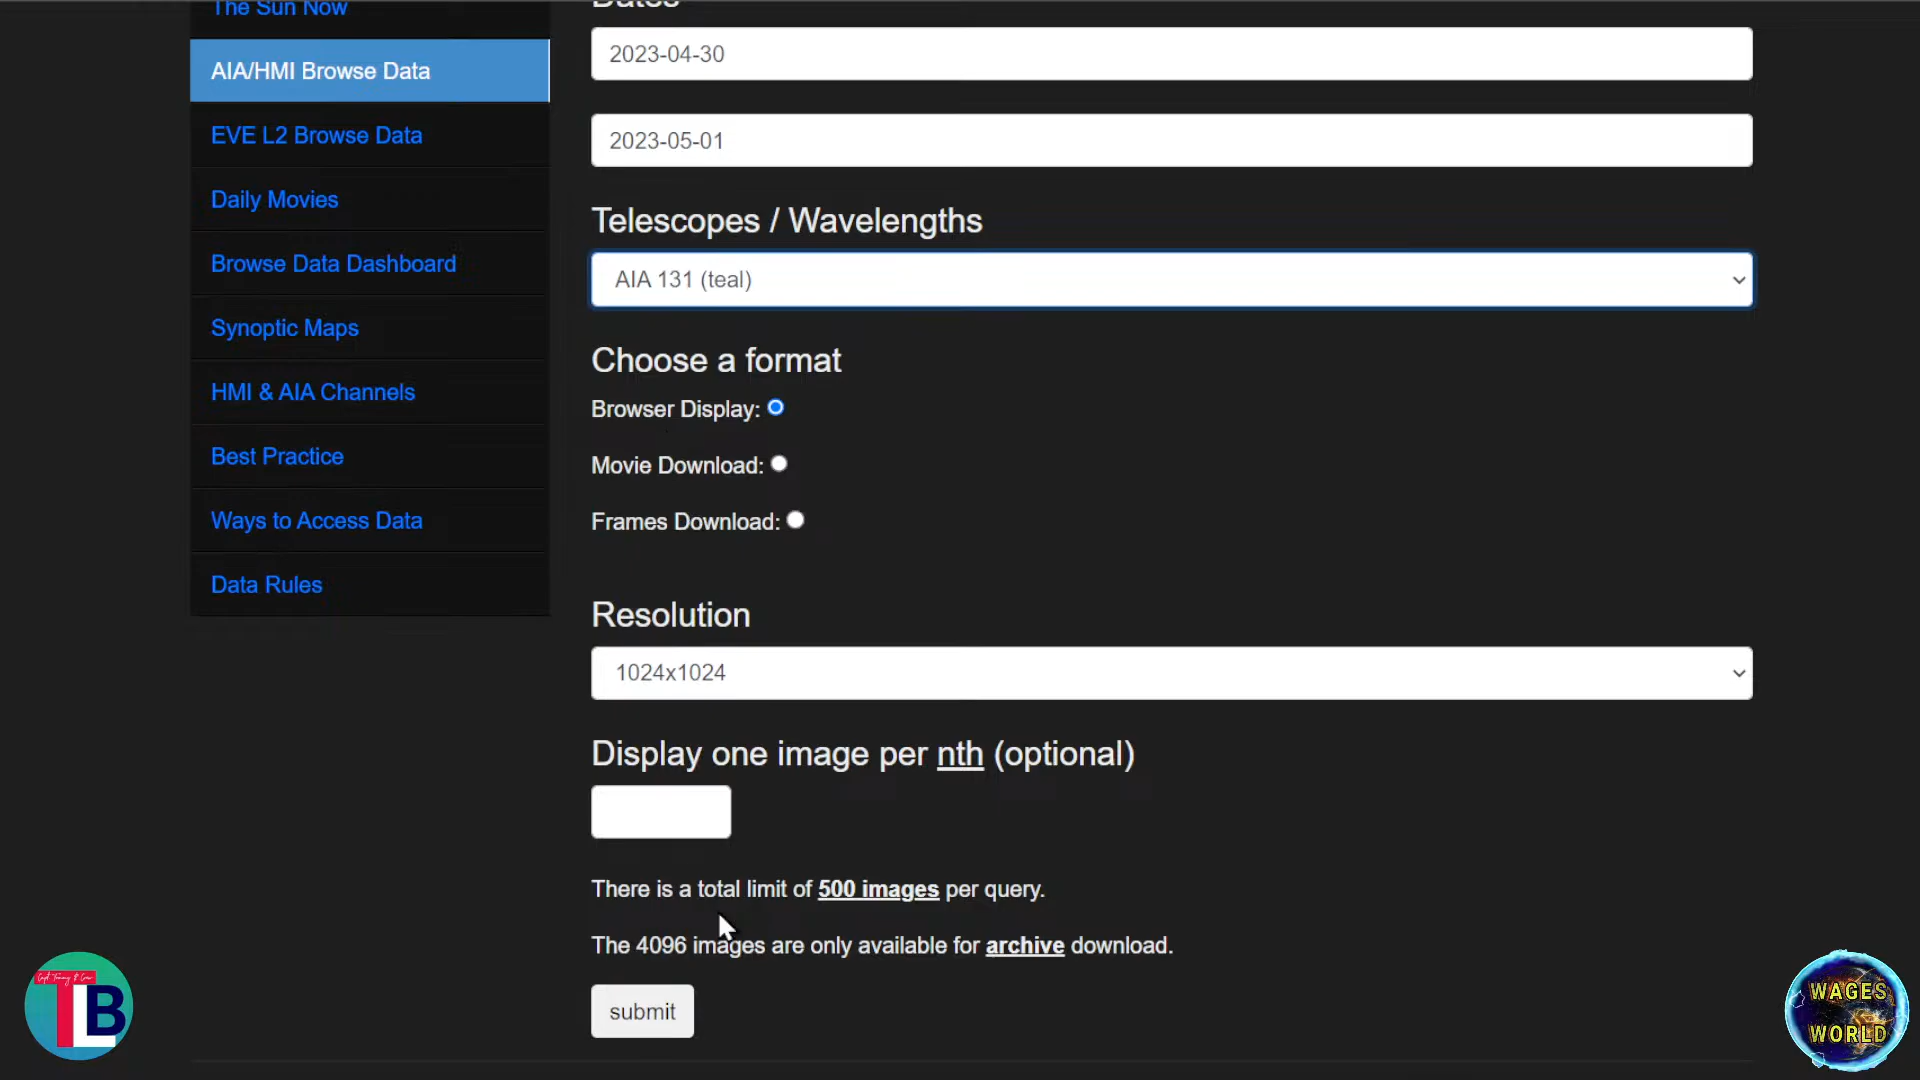 The Sun Now
AIA/HMI Browse Data
EVE L2 Browse Data
Daily Movies
Browse Data Dashboard
Synoptic Maps
HMI & AIA Channels
Best Practice
Ways to Access Data
Data Rules
Dates
2023-04-30
2023-05-01
Telescopes / Wavelengths
AIA 131 (teal)
Choose a format
Browser Display:
Movie Download:
Frames Download:
Resolution
1024x1024
Display one image per nth (optional)
There is a total limit of 500 images per query.
The 4096 images are only available for archive download.
submit
TLB
WAGES
WORLD